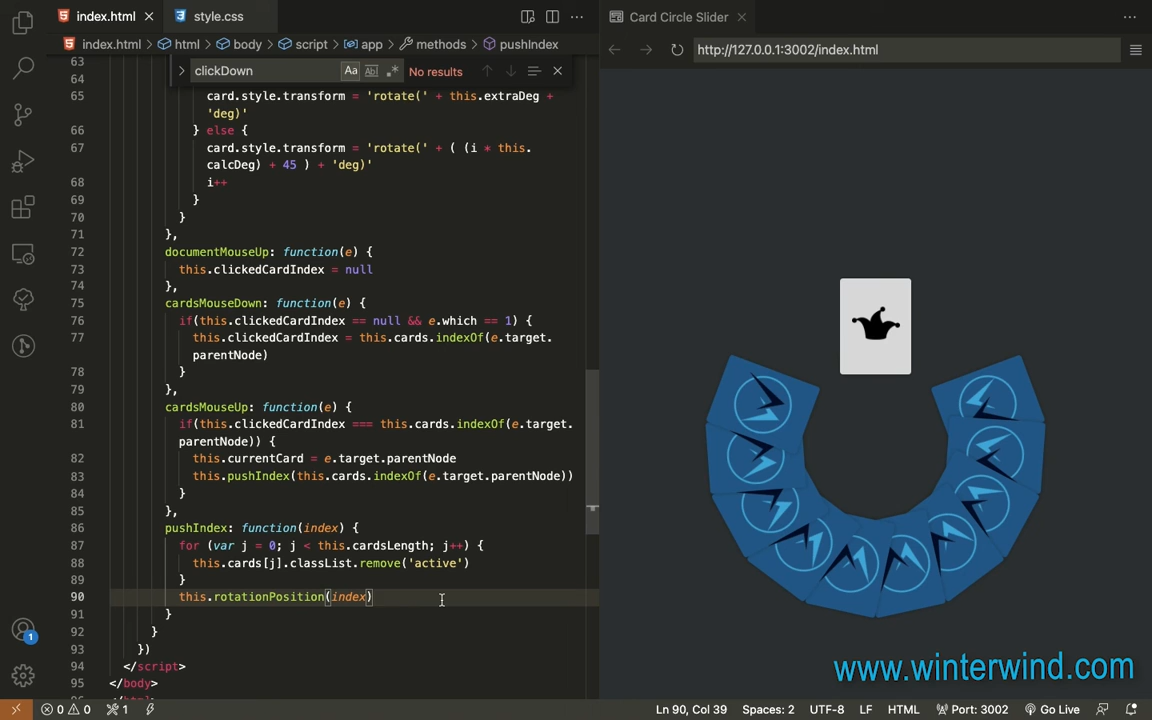 index.html
style.css
Card Circle Slider
index.html > html > body > script > app > methods > pushIndex
http://127.0.0.1:3002/index.html
clickDown
Aa
Ab
.*
No results
63
64
65 card.style.transform = 'rotate(' + this.extraDeg +
'deg)'
66 } else {
67 card.style.transform = 'rotate(' + ( (i * this.
calcDeg) + 45 ) + 'deg)'
68 i++
69 }
70 }
71 },
72 documentMouseUp: function(e) {
73 this.clickedCardIndex = null
74 },
75 cardsMouseDown: function(e) {
76 if(this.clickedCardIndex == null && e.which == 1) {
77 this.clickedCardIndex = this.cards.indexOf(e.target.
parentNode)
78 }
79 },
80 cardsMouseUp: function(e) {
81 if(this.clickedCardIndex === this.cards.indexOf(e.target.
parentNode)) {
82 this.currentCard = e.target.parentNode
83 this.pushIndex(this.cards.indexOf(e.target.parentNode))
84 }
85 },
86 pushIndex: function(index) {
87 for (var j = 0; j < this.cardsLength; j++) {
88 this.cards[j].classList.remove('active')
89 }
90 this.rotationPosition(index)
91 }
92 }
93 })
94 </script>
95 </body>
96 </html>
www.winterwind.com
1
0 0 1
Ln 90, Col 39
Spaces: 2
UTF-8
LF
HTML
Port: 3002
Go Live